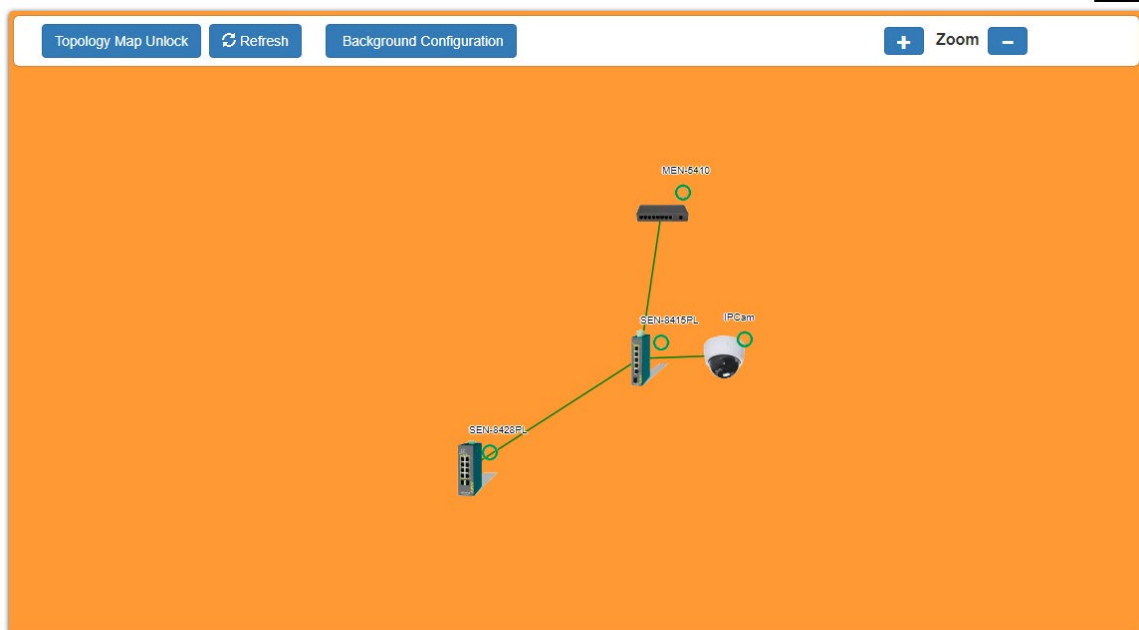 Topology Map Unlock Refresh Background Configuration + Zoom −
MEN-5410
SEN-8415PL IPCam
SEN-8428PL